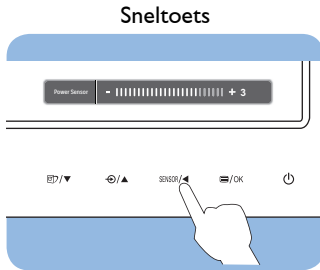 Sneltoets
Power Sensor - + 3
/▼ /▲ SENSOR/◀ /OK